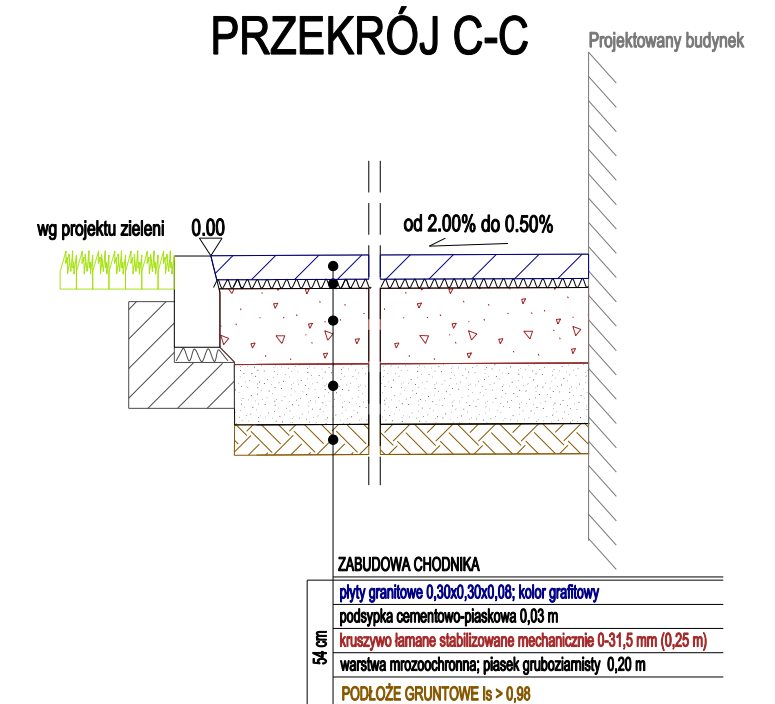 PRZEKRÓJ C-C
Projektowany budynek
wg projektu zieleni
0.00
od 2.00% do 0.50%
ZABUDOWA CHODNIKA
płyty granitowe 0,30x0,30x0,08; kolor grafitowy
podsypka cementowo-piaskowa 0,03 m
kruszywo łamane stabilizowane mechanicznie 0-31,5 mm (0,25 m)
warstwa mrozoochronna; piasek gruboziarnisty 0,20 m
PODŁOŻE GRUNTOWE Is > 0,98
54 cm